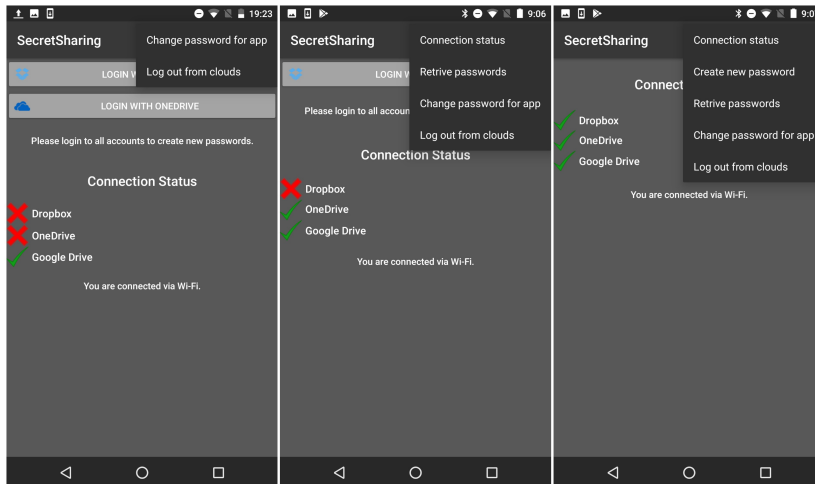 19:23
SecretSharing
Change password for app
Log out from clouds
LOGIN
LOGIN WITH ONEDRIVE
Please login to all accounts to create new passwords.
Connection Status
Dropbox
OneDrive
Google Drive
You are connected via Wi-Fi.
9:06
SecretSharing
Connection status
Retrive passwords
Change password for app
Log out from clouds
LOGIN
Please login to all
Connection Status
Dropbox
OneDrive
Google Drive
You are connected via Wi-Fi.
SecretSharing
Connection status
Create new password
Retrive passwords
Change password for app
Log out from clouds
Dropbox
OneDrive
Google Drive
You are connected via Wi-Fi.